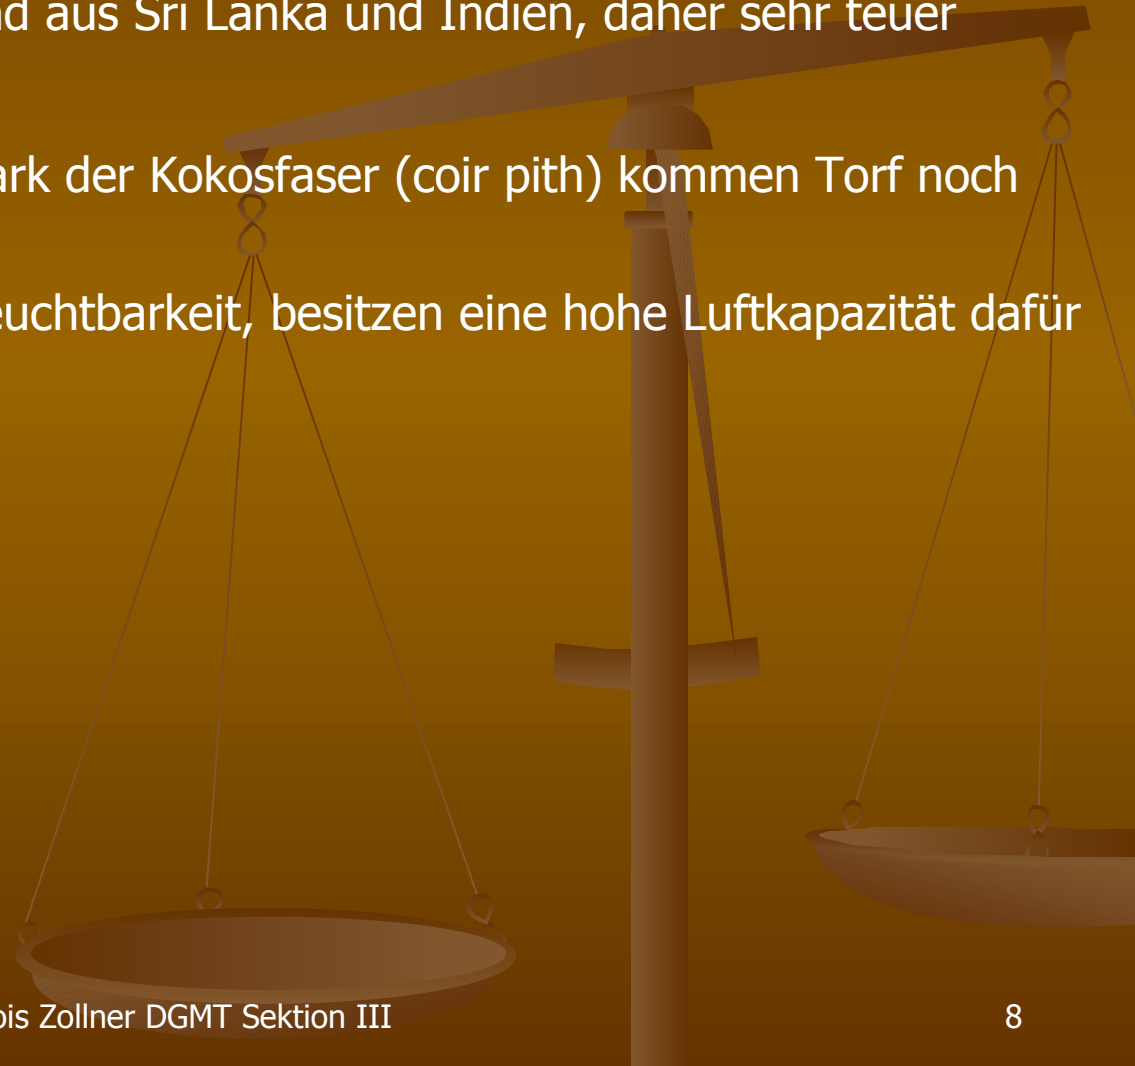 aus Sri Lanka und Indien, daher sehr teuer
der Kokosfaser (coir pith) kommen Torf noch
besitzen eine hohe Luftkapazität dafür
Zollner DGMT Sektion III
8